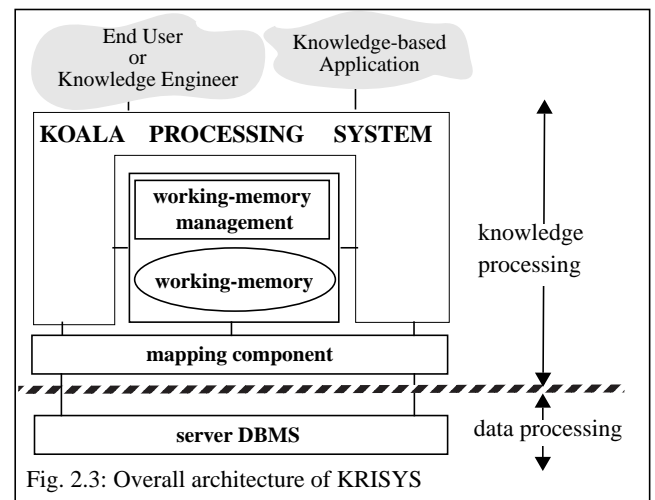 End User
or
Knowledge Engineer
Knowledge-based
Application
KOALA PROCESSING SYSTEM
working-memory
management
working-memory
knowledge
processing
mapping component
server DBMS
data processing
Fig. 2.3: Overall architecture of KRISYS